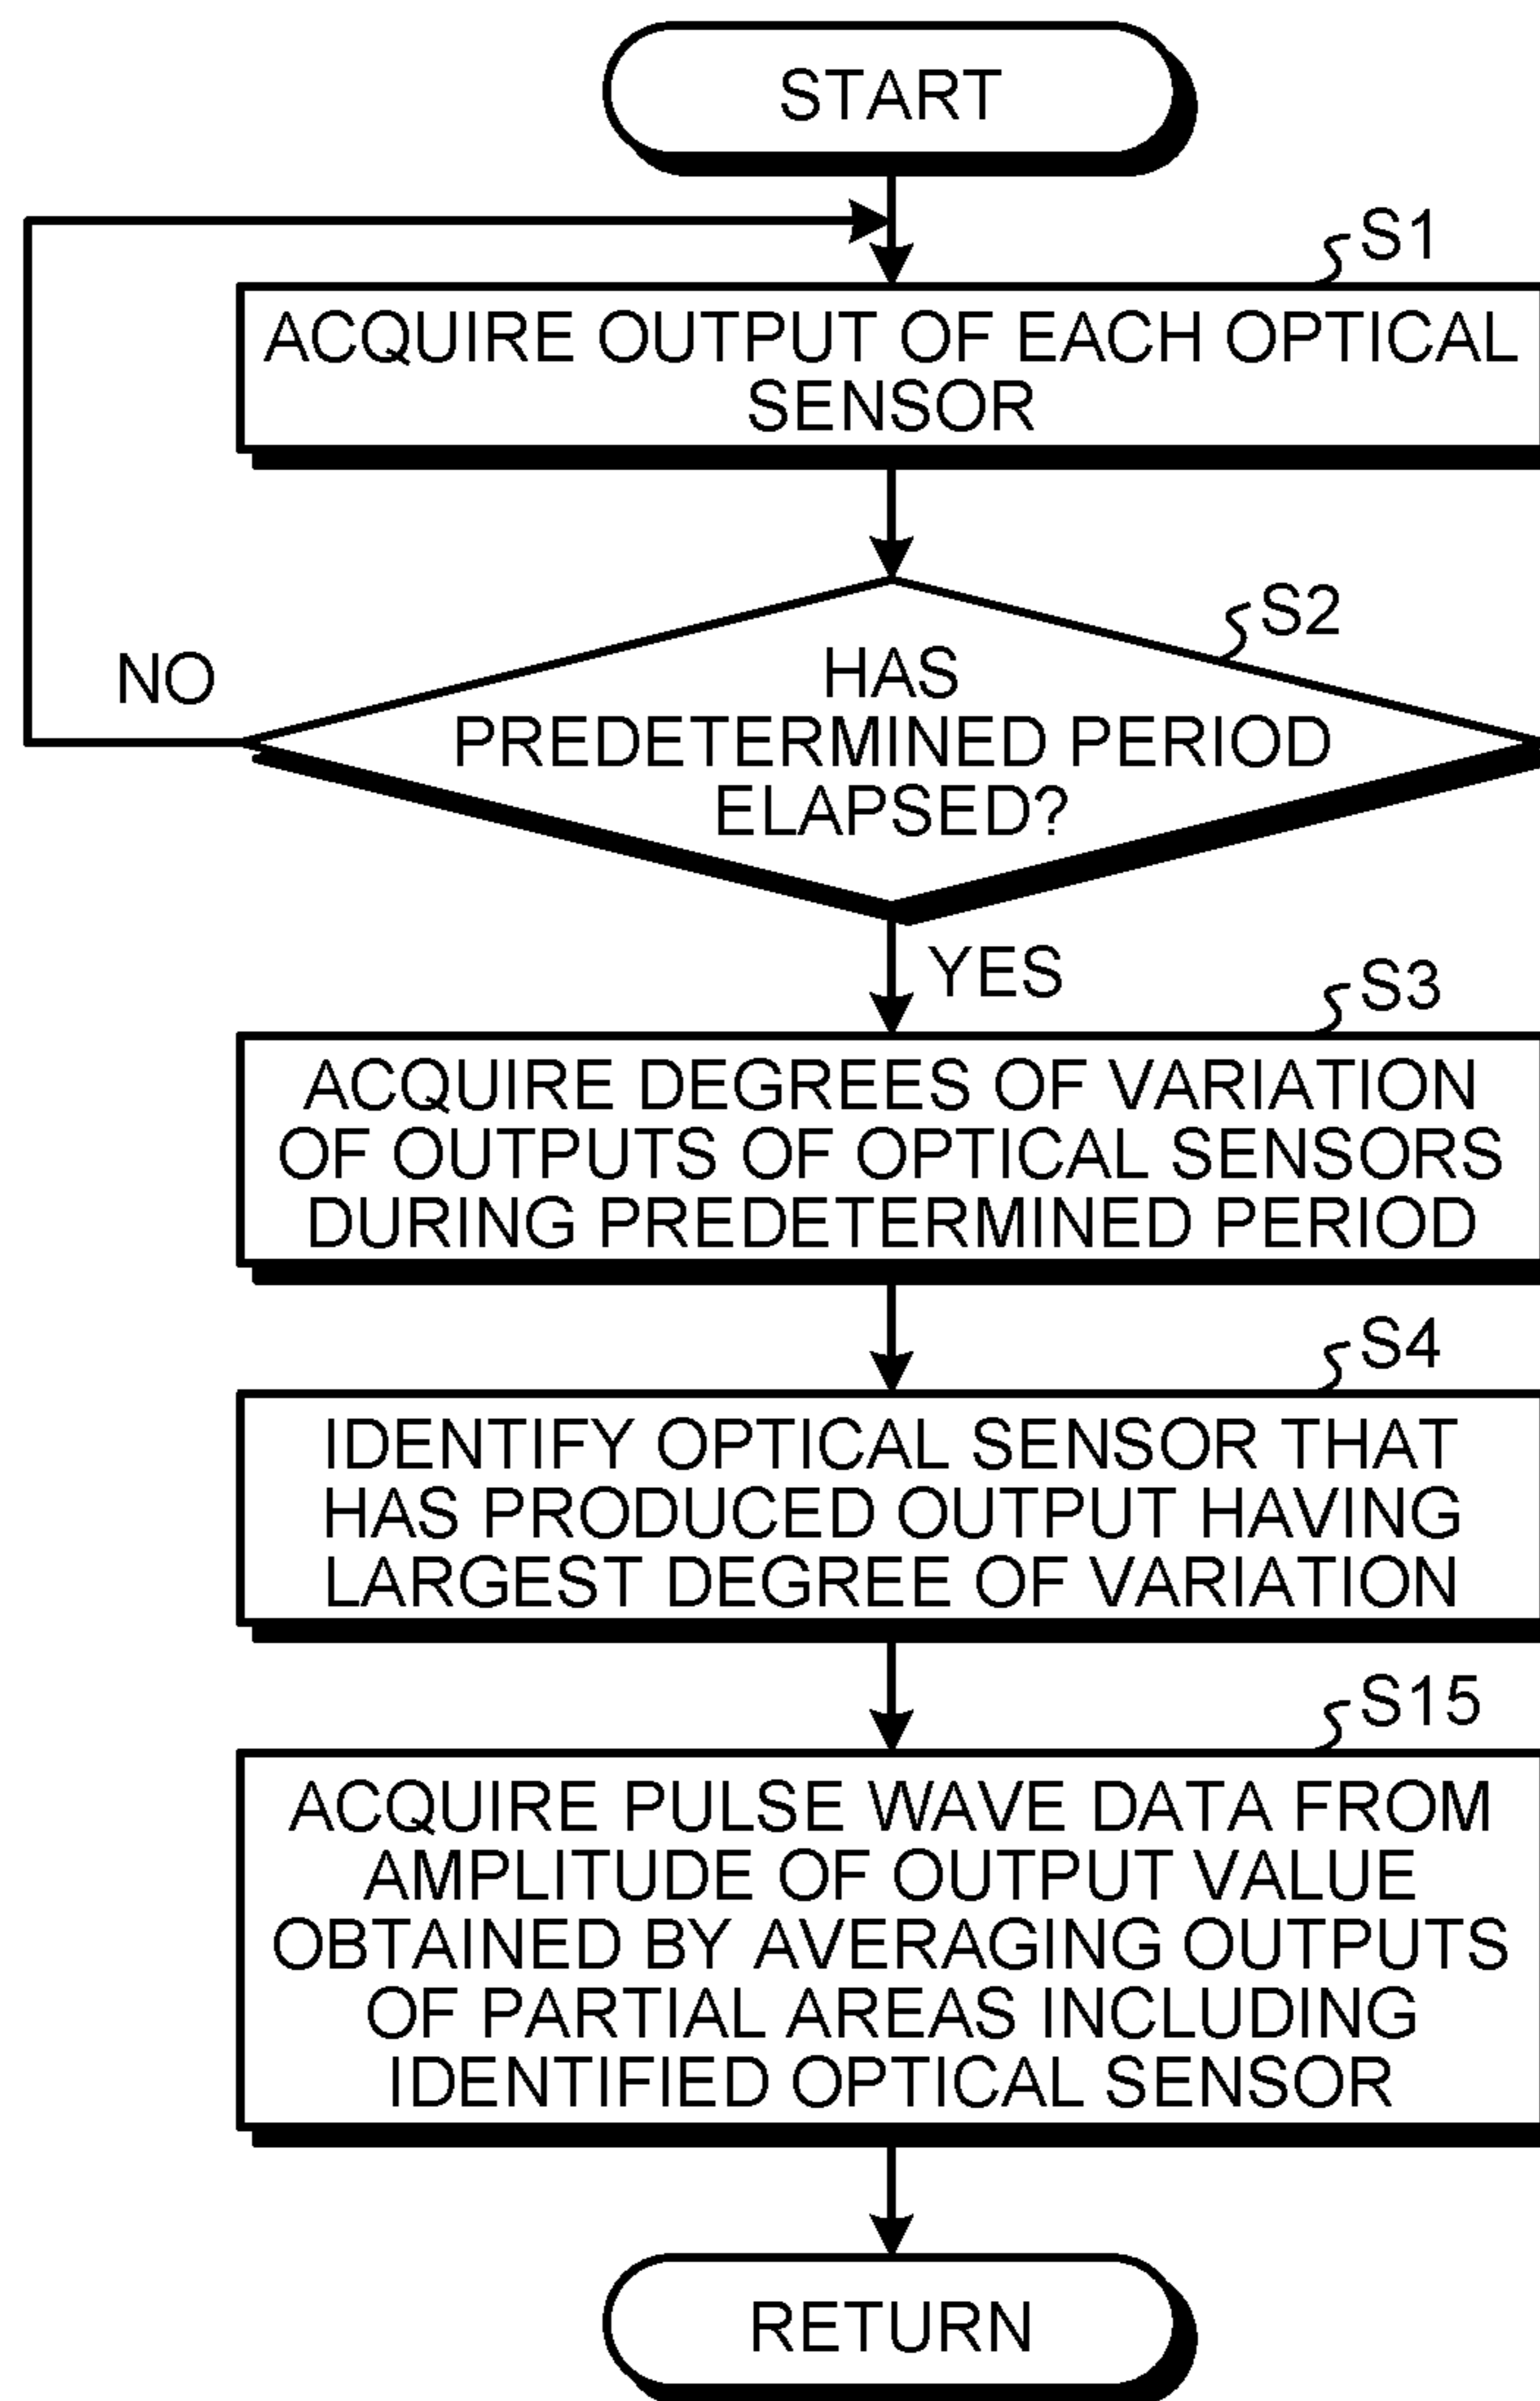 START
S1
ACQUIRE OUTPUT OF EACH OPTICAL
SENSOR
S2
HAS
PREDETERMINED PERIOD
ELAPSED?
NO
YES
S3
ACQUIRE DEGREES OF VARIATION
OF OUTPUTS OF OPTICAL SENSORS
DURING PREDETERMINED PERIOD
S4
IDENTIFY OPTICAL SENSOR THAT
HAS PRODUCED OUTPUT HAVING
LARGEST DEGREE OF VARIATION
S15
ACQUIRE PULSE WAVE DATA FROM
AMPLITUDE OF OUTPUT VALUE
OBTAINED BY AVERAGING OUTPUTS
OF PARTIAL AREAS INCLUDING
IDENTIFIED OPTICAL SENSOR
RETURN